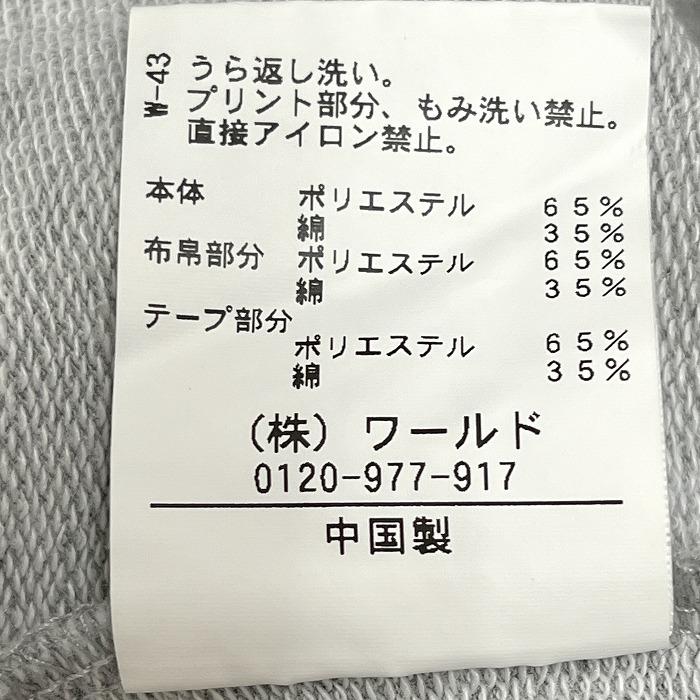 W-43
うら返し洗い。
プリント部分、もみ洗い禁止。
直接アイロン禁止。
本体 ポリエステル 65%
綿 35%
布帛部分 ポリエステル 65%
綿 35%
テープ部分
ポリエステル 65%
綿 35%
(株) ワールド
0120-977-917
中国製